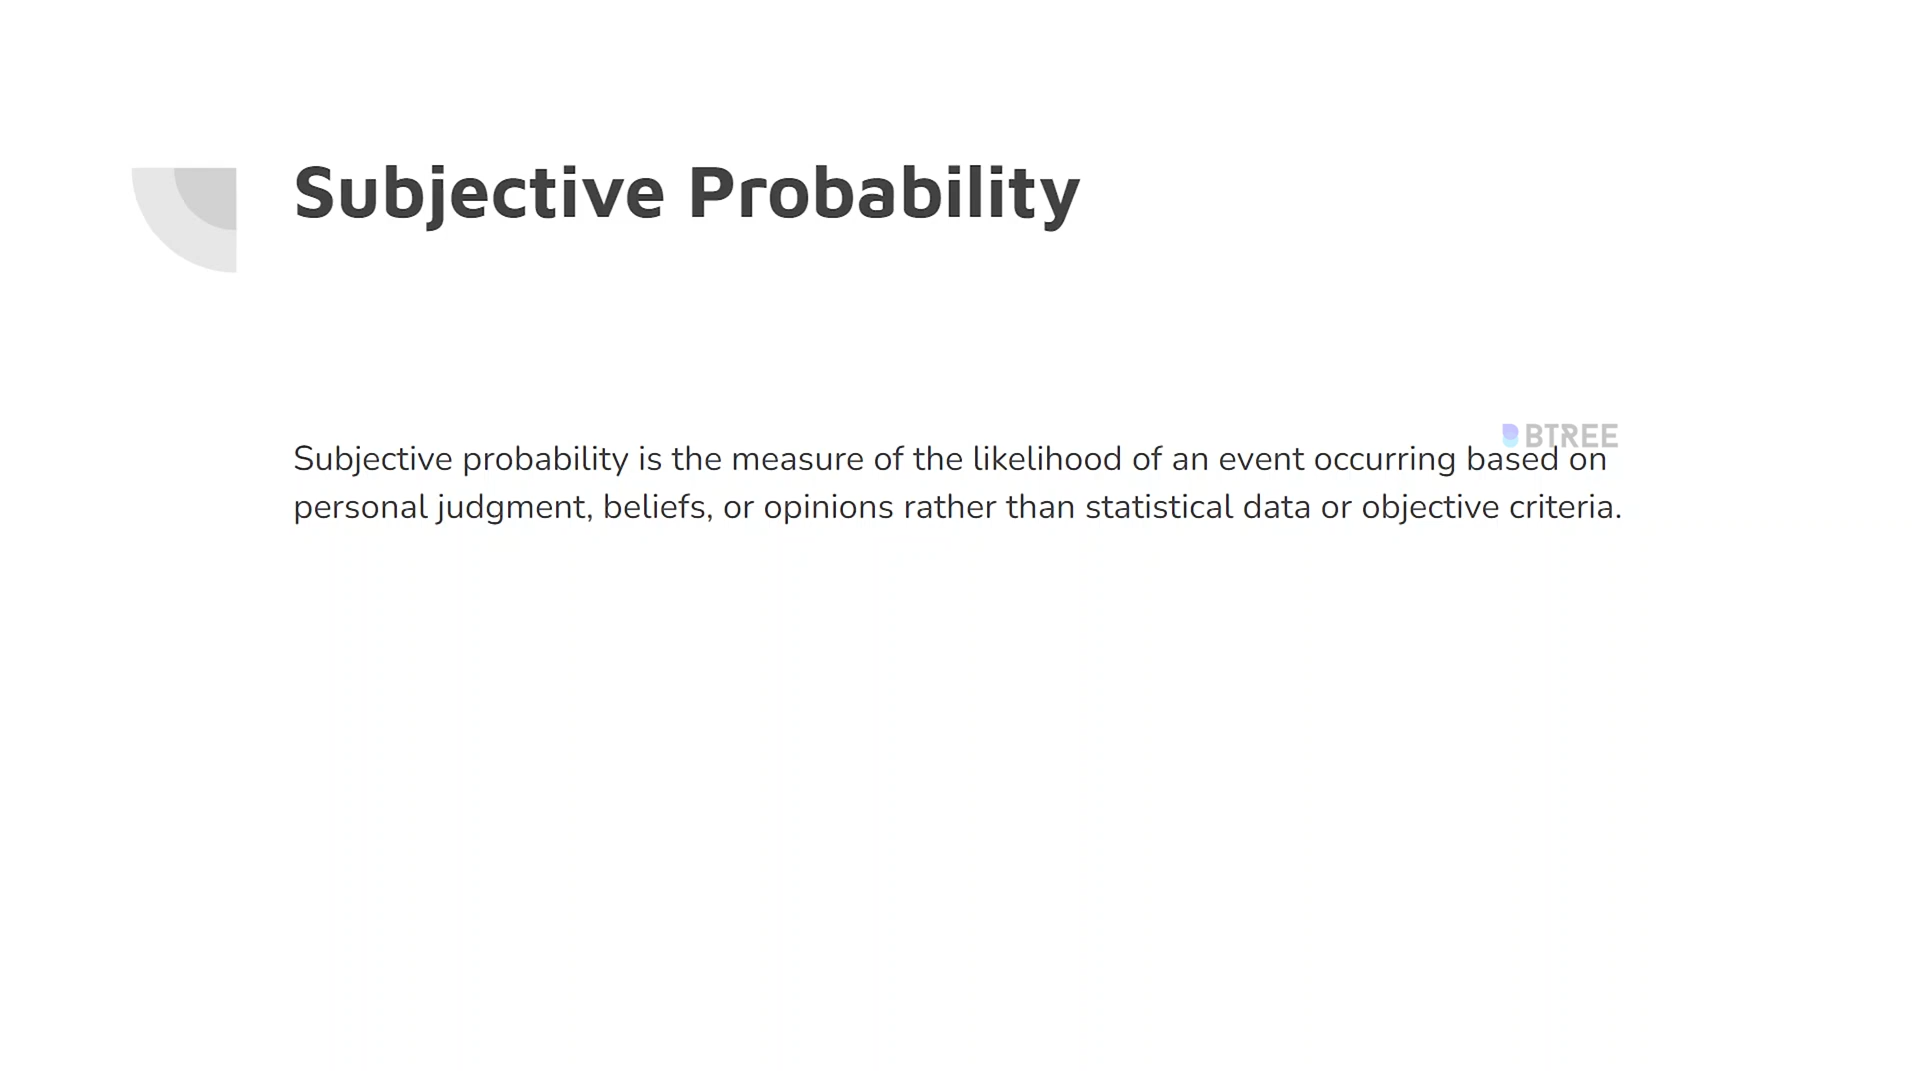 Subjective Probability
BTREE
Subjective probability is the measure of the likelihood of an event occurring based on
personal judgment, beliefs, or opinions rather than statistical data or objective criteria.